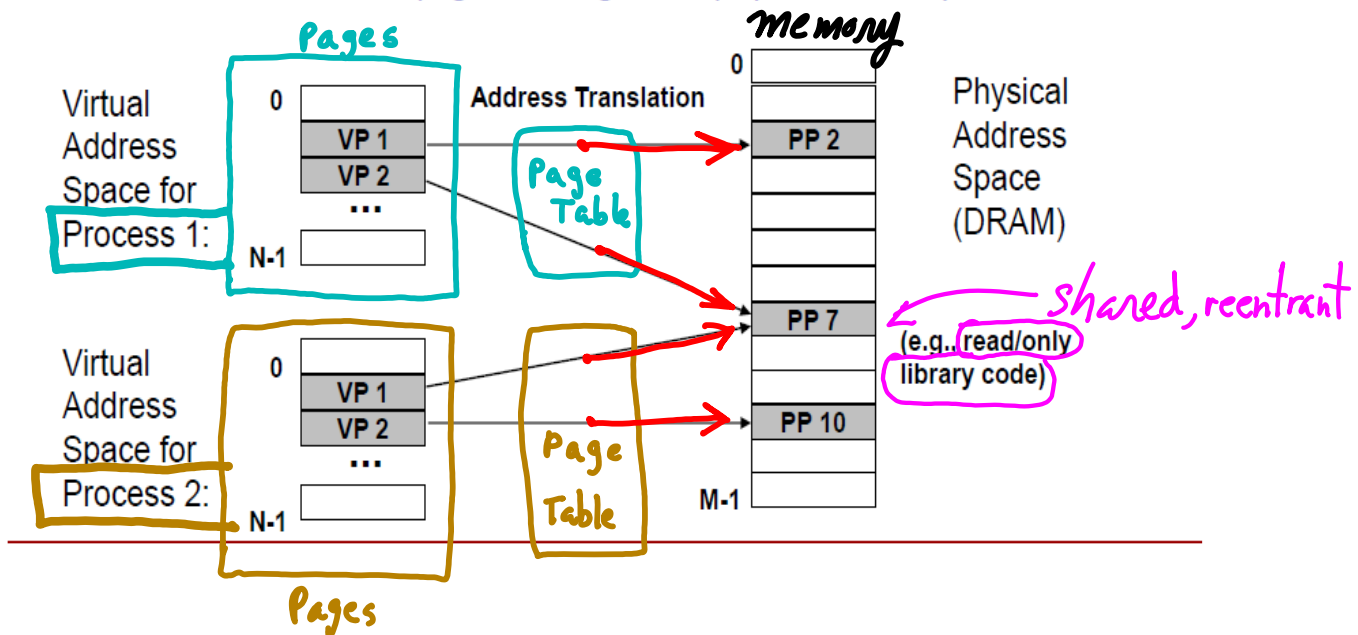 Pages
memory
Virtual
Address
Space for
Process 1:
0
VP 1
VP 2
...
N-1
Address Translation
Page
Table
0
PP 2
PP 7
PP 10
M-1
Physical
Address
Space
(DRAM)
shared, reentrant
(e.g., read/only
library code)
Virtual
Address
Space for
Process 2:
0
VP 1
VP 2
...
N-1
Page
Table
Pages